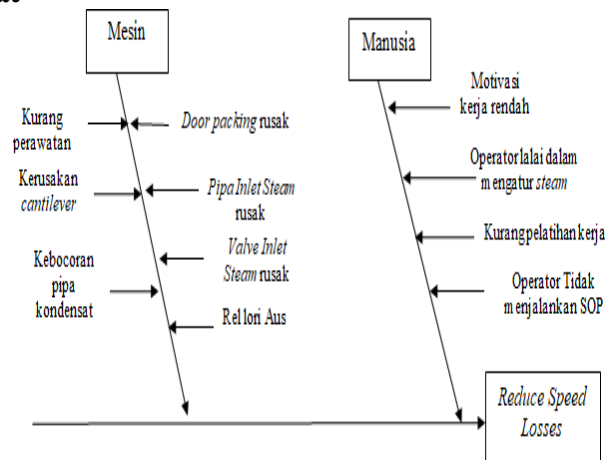 Mesin
Kurang
perawatan
Door packing rusak
Kerusakan
cantilever
Pipa Inlet Steam
rusak
Valve Inlet
Steam rusak
Kebocoran
pipa
kondensat
Rel lori Aus
Manusia
Motivasi
kerja rendah
Operator lalai dalam
mengatur steam
Kurang pelatihan kerja
Operator Tidak
menjalankan SOP
Reduce Speed
Losses